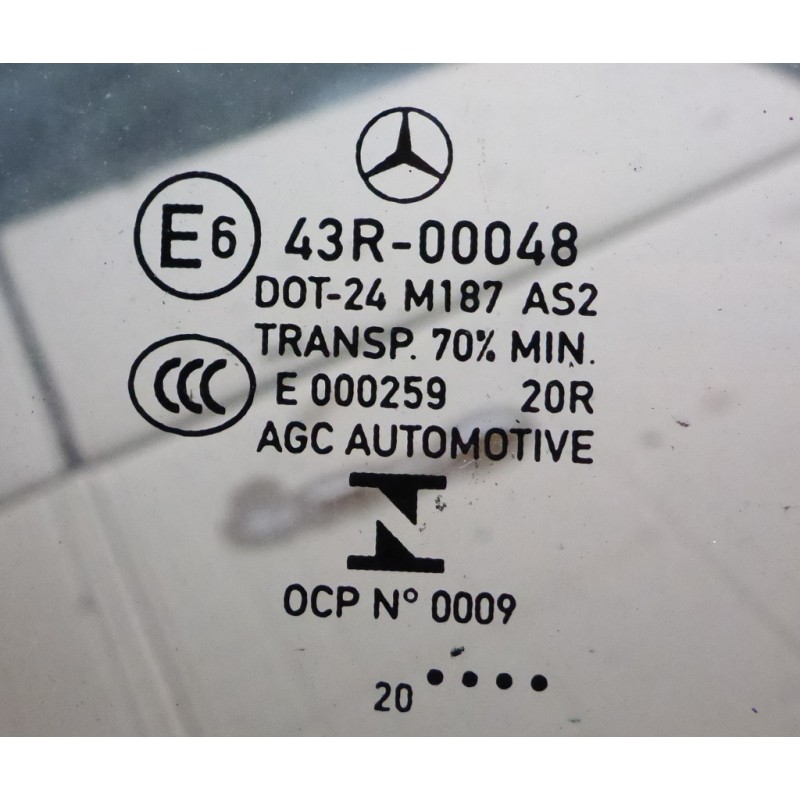 E6 43R-00048
DOT-24 M187 AS2
TRANSP. 70% MIN.
CCC E 000259 20R
AGC AUTOMOTIVE
OCP N° 0009
20 ••••